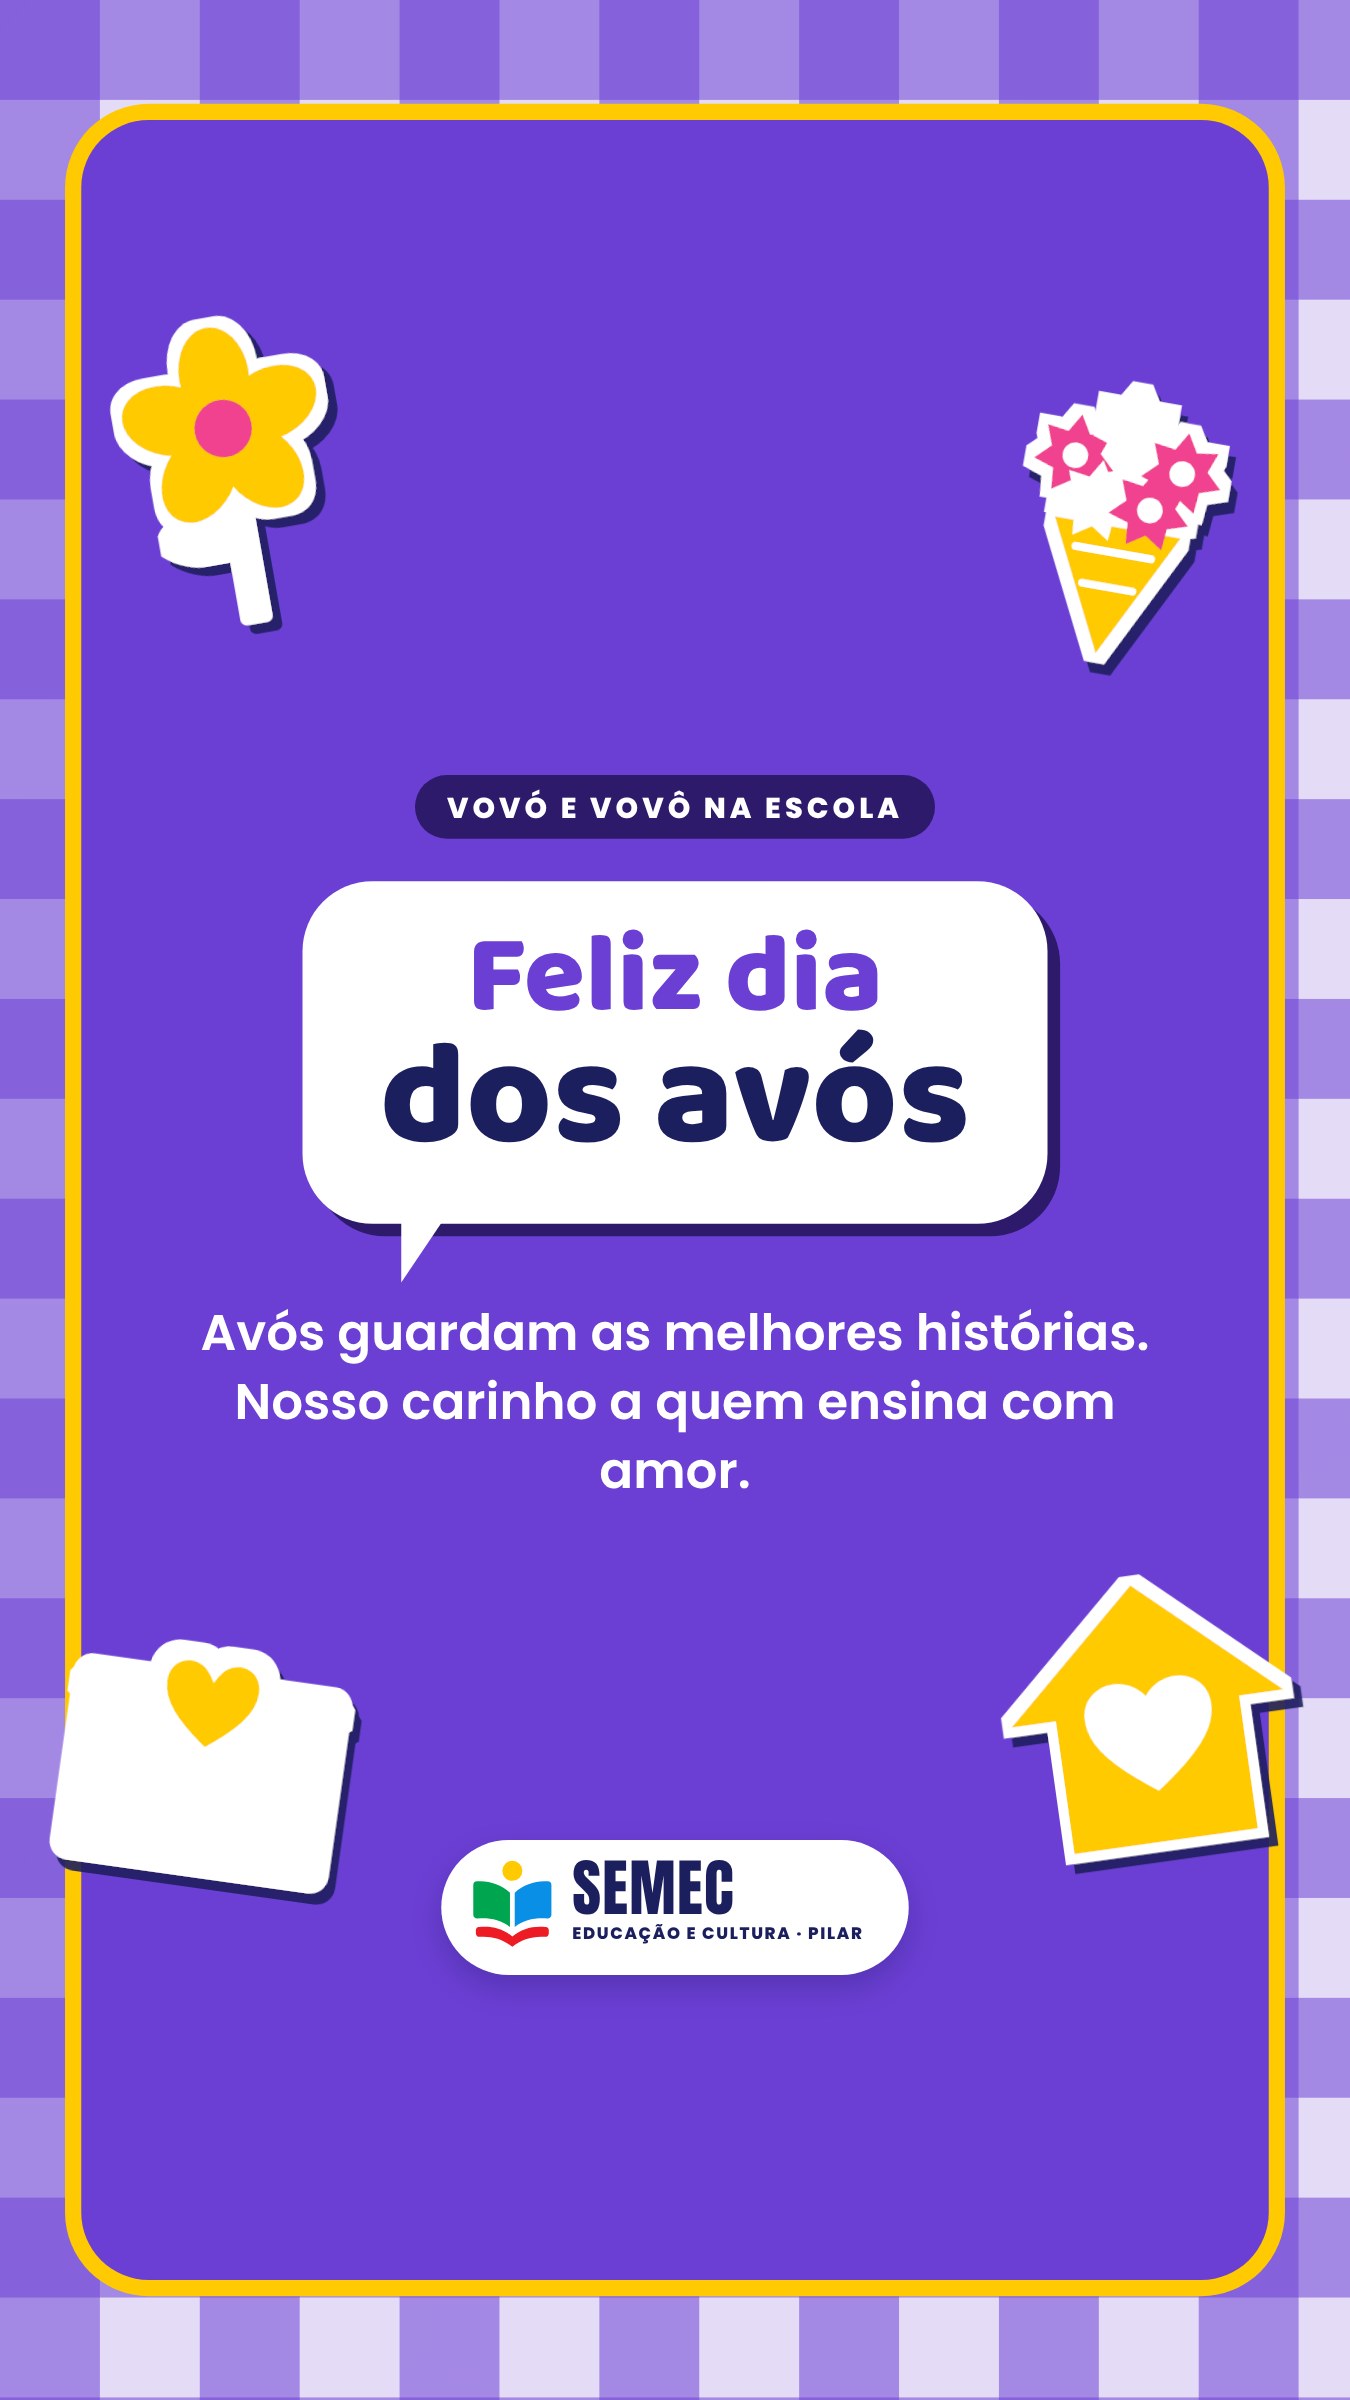 VOVÓ E VOVÔ NA ESCOLA
Feliz dia
dos avós
Avós guardam as melhores histórias.
Nosso carinho a quem ensina com
amor.
SEMEC
EDUCAÇÃO E CULTURA · PILAR